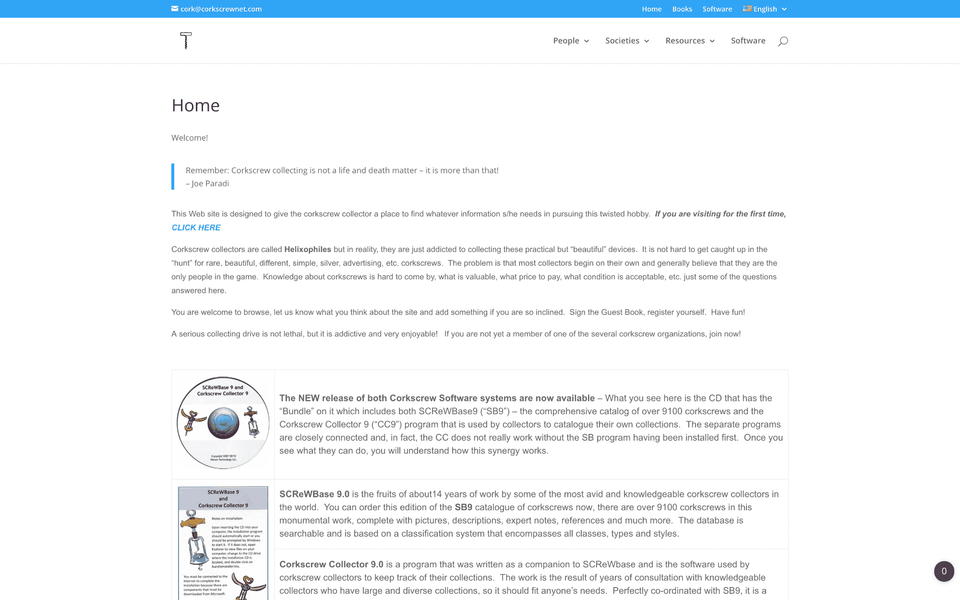 cork@corkscrewnet.com
Home Books Software English
People Societies Resources Software
Home
Welcome!
Remember: Corkscrew collecting is not a life and death matter – it is more than that!
– Joe Paradi
This Web site is designed to give the corkscrew collector a place to find whatever information s/he needs in pursuing this twisted hobby. If you are visiting for the first time,
CLICK HERE
Corkscrew collectors are called Helixophiles but in reality, they are just addicted to collecting these practical but “beautiful” devices. It is not hard to get caught up in the
“hunt” for rare, beautiful, different, simple, silver, advertising, etc. corkscrews. The problem is that most collectors begin on their own and generally believe that they are the
only people in the game. Knowledge about corkscrews is hard to come by, what is valuable, what price to pay, what condition is acceptable, etc. just some of the questions
answered here.
You are welcome to browse, let us know what you think about the site and add something if you are so inclined. Sign the Guest Book, register yourself. Have fun!
A serious collecting drive is not lethal, but it is addictive and very enjoyable! If you are not yet a member of one of the several corkscrew organizations, join now!
SCReWBase 9 and
Corkscrew Collector 9
The NEW release of both Corkscrew Software systems are now available – What you see here is the CD that has the
“Bundle” on it which includes both SCReWBase9 (“SB9”) – the comprehensive catalog of over 9100 corkscrews and the
Corkscrew Collector 9 (“CC9”) program that is used by collectors to catalogue their own collections. The separate programs
are closely connected and, in fact, the CC does not really work without the SB program having been installed first. Once you
see what they can do, you will understand how this synergy works.
SCReWBase 9
and
Corkscrew Collector 9
Notes on Installation:
SCReWBase 9.0 is the fruits of about14 years of work by some of the most avid and knowledgeable corkscrew collectors in
the world. You can order this edition of the SB9 catalogue of corkscrews now, there are over 9100 corkscrews in this
monumental work, complete with pictures, descriptions, expert notes, references and much more. The database is
searchable and is based on a classification system that encompasses all classes, types and styles.
Corkscrew Collector 9.0 is a program that was written as a companion to SCReWbase and is the software used by
corkscrew collectors to keep track of their collections. The work is the result of years of consultation with knowledgeable
collectors who have large and diverse collections, so it should fit anyone’s needs. Perfectly co-ordinated with SB9, it is a
0